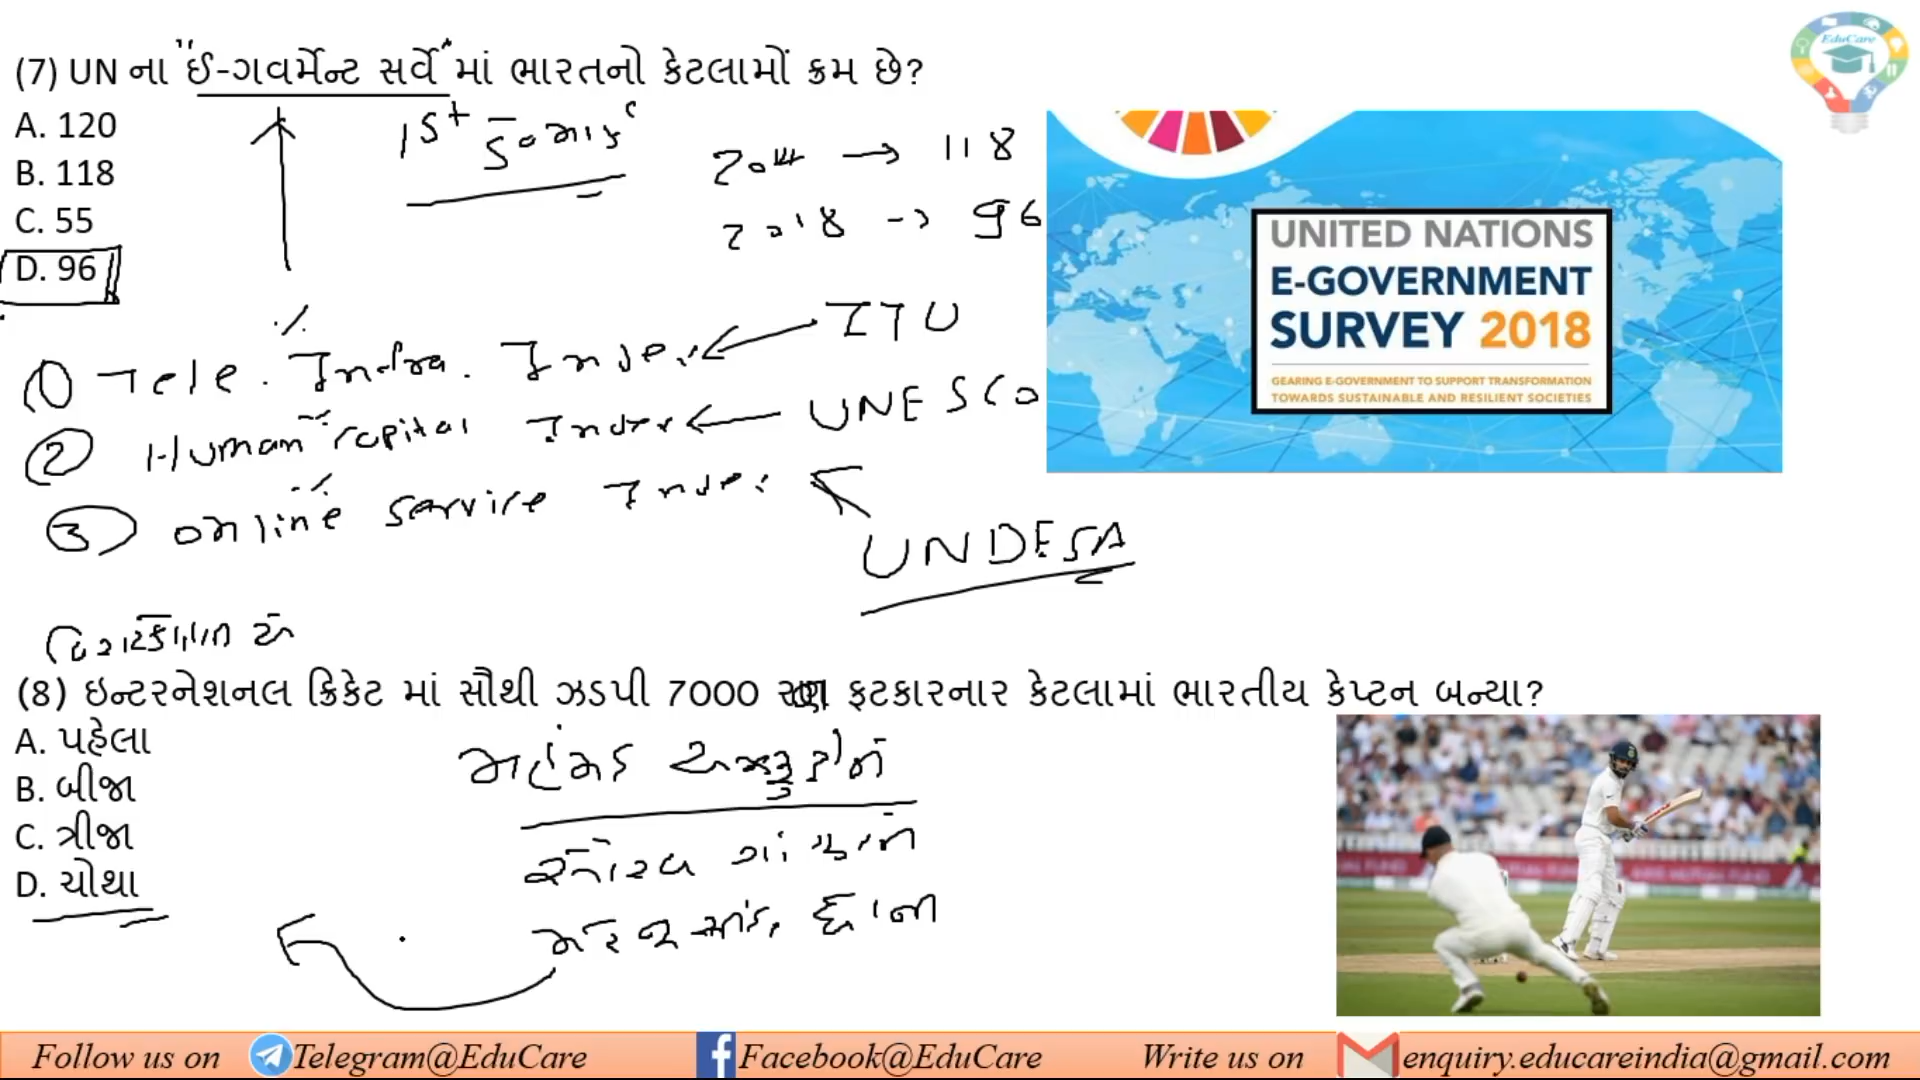 EduCare
(7) UN ના "ઈ-ગવર્મેન્ટ સર્વે" માં ભારતનો કેટલામોં ક્રમ છે?
A. 120
B. 118
C. 55
D. 96
1st ડેન્માર્ક
2014 → 118
2018 → 96
UNITED NATIONS
E-GOVERNMENT
SURVEY 2018
GEARING E-GOVERNMENT TO SUPPORT TRANSFORMATION
TOWARDS SUSTAINABLE AND RESILIENT SOCIETIES
① Tele. Infra. Index ← ITU
② Human capital Index ← UNESCO
③ online service Index
UNDESA
(8) ઇન્ટરનેશનલ ક્રિકેટ માં સૌથી ઝડપી 7000 રણ ફટકારનાર કેટલામાં ભારતીય કેપ્ટન બન્યા?
A. પહેલા
B. બીજા
C. ત્રીજા
D. ચોથા
Follow us on Telegram@EduCare Facebook@EduCare Write us on enquiry.educareindia@gmail.com